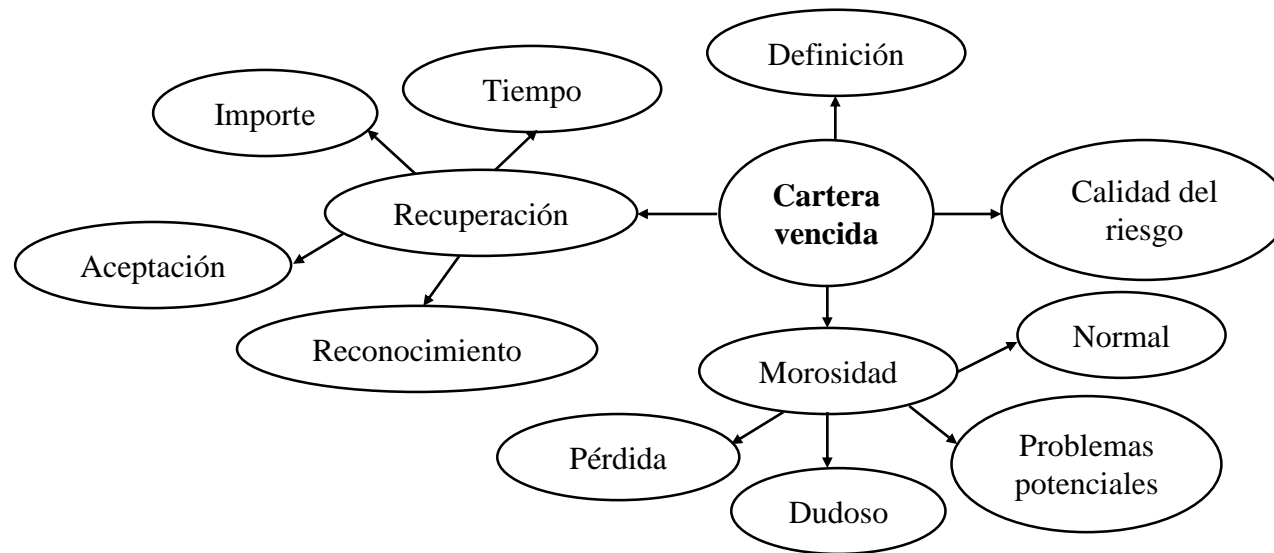 Definición
Tiempo
Importe
Cartera
vencida
Calidad del
riesgo
Recuperación
Aceptación
Reconocimiento
Normal
Morosidad
Problemas
potenciales
Pérdida
Dudoso